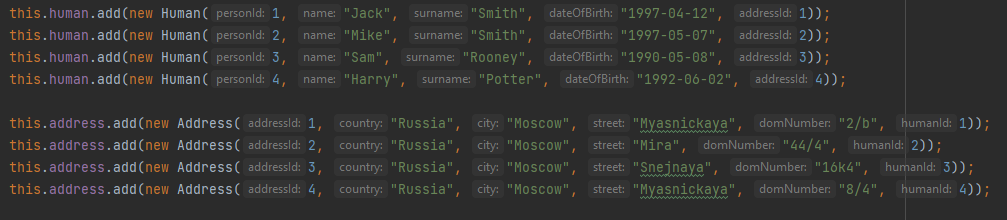 this.human.add(new Human( personId: 1, name: "Jack", surname: "Smith", dateOfBirth: "1997-04-12", addressId: 1));
this.human.add(new Human( personId: 2, name: "Mike", surname: "Smith", dateOfBirth: "1997-05-07", addressId: 2));
this.human.add(new Human( personId: 3, name: "Sam", surname: "Rooney", dateOfBirth: "1990-05-08", addressId: 3));
this.human.add(new Human( personId: 4, name: "Harry", surname: "Potter", dateOfBirth: "1992-06-02", addressId: 4));
this.address.add(new Address( addressId: 1, country: "Russia", city: "Moscow", street: "Myasnickaya", domNumber: "2/b", humanId: 1));
this.address.add(new Address( addressId: 2, country: "Russia", city: "Moscow", street: "Mira", domNumber: "44/4", humanId: 2));
this.address.add(new Address( addressId: 3, country: "Russia", city: "Moscow", street: "Snejnaya", domNumber: "16k4", humanId: 3));
this.address.add(new Address( addressId: 4, country: "Russia", city: "Moscow", street: "Myasnickaya", domNumber: "8/4", humanId: 4));